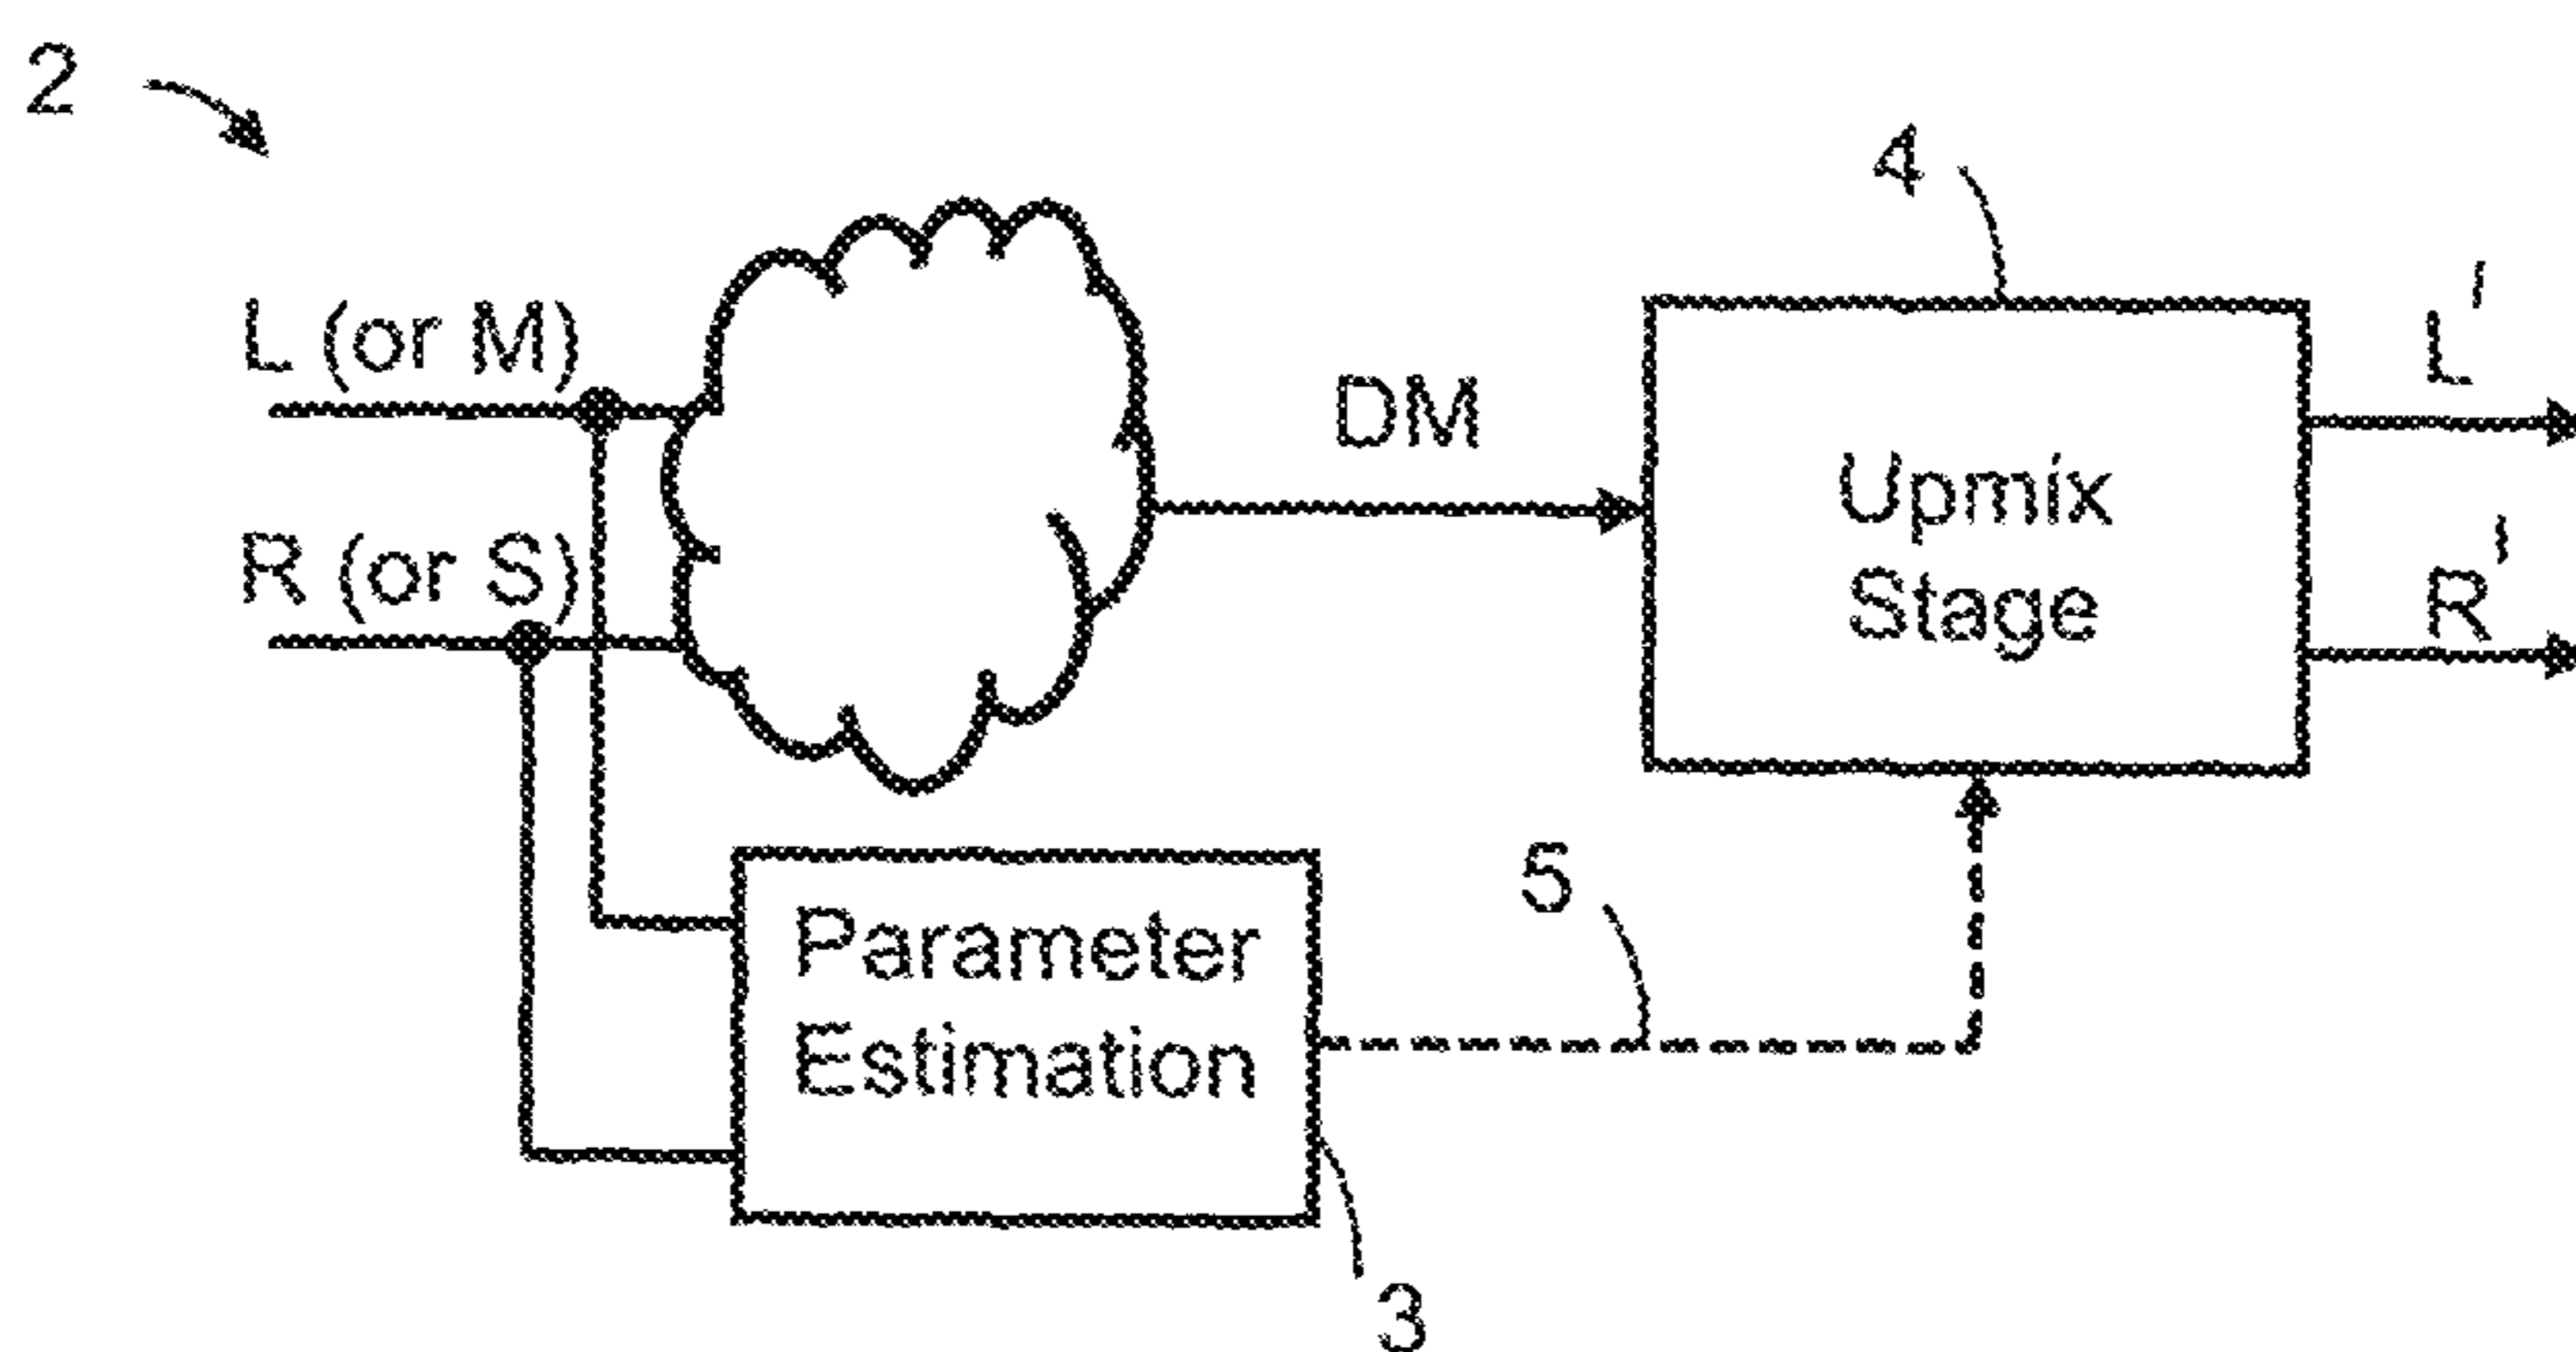 2
4
L (or M)
DM
L'
Upmix
Stage
R (or S)
R'
5
Parameter
Estimation
3